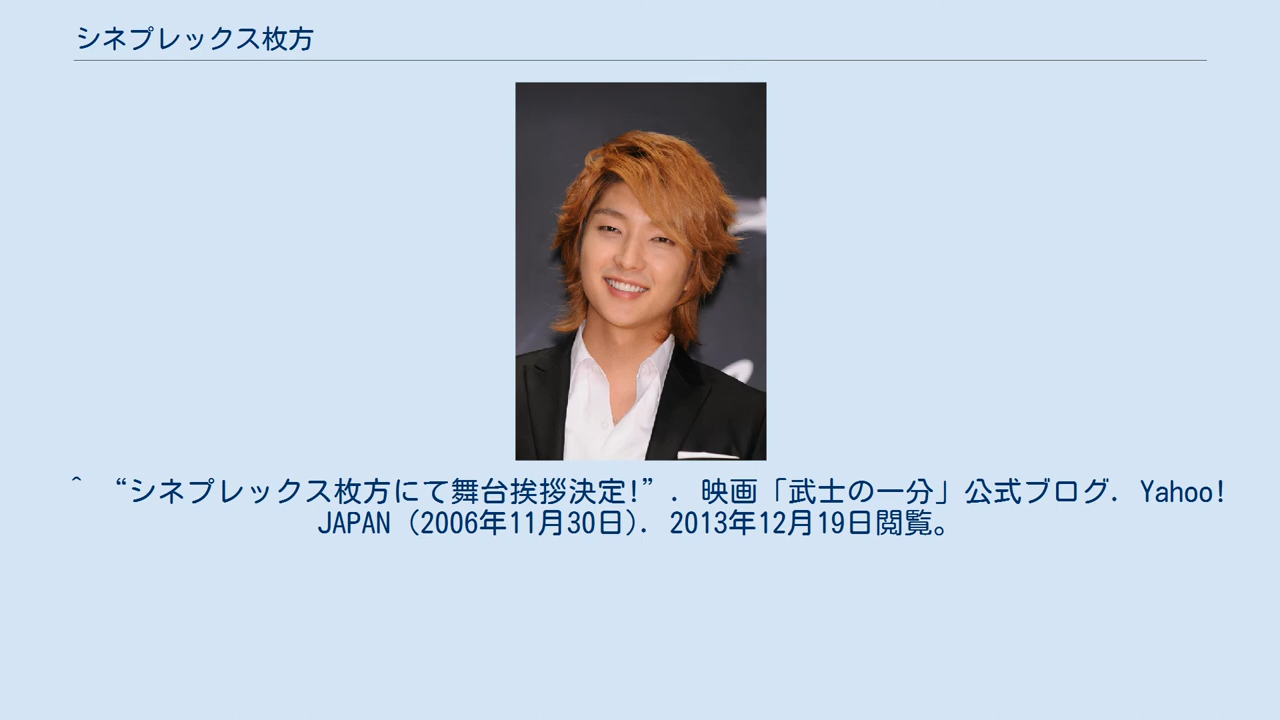 シネプレックス枚方
^ “シネプレックス枚方にて舞台挨拶決定!”. 映画「武士の一分」公式ブログ. Yahoo!
JAPAN (2006年11月30日). 2013年12月19日閲覧。